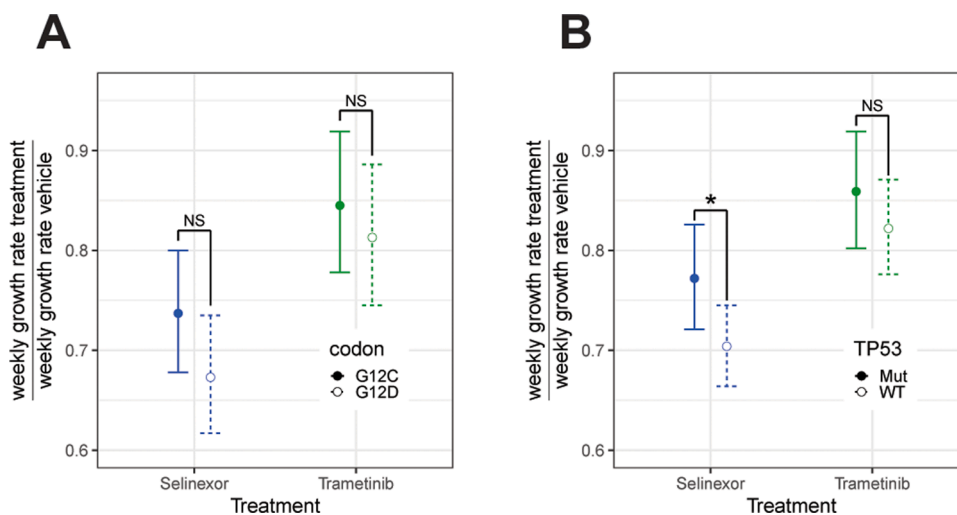 A
NS
NS
0.9
0.8
0.7
0.6
weekly growth rate treatment
weekly growth rate vehicle
codon
G12C
G12D
Selinexor
Trametinib
Treatment
B
NS
*
0.9
0.8
0.7
0.6
weekly growth rate treatment
weekly growth rate vehicle
TP53
Mut
WT
Selinexor
Trametinib
Treatment